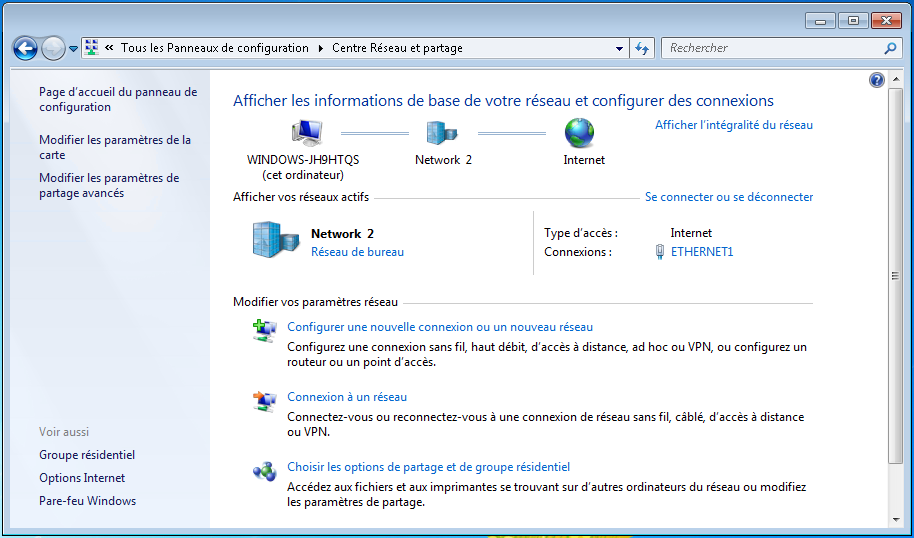 « Tous les Panneaux de configuration ▸ Centre Réseau et partage
Rechercher
Page d'accueil du panneau de
configuration
Modifier les paramètres de la
carte
Modifier les paramètres de
partage avancés
Voir aussi
Groupe résidentiel
Options Internet
Pare-feu Windows
Afficher les informations de base de votre réseau et configurer des connexions
Afficher l'intégralité du réseau
WINDOWS-JH9HTQS
(cet ordinateur)
Network 2
Internet
Afficher vos réseaux actifs
Se connecter ou se déconnecter
Network 2
Réseau de bureau
Type d'accès : Internet
Connexions : ETHERNET1
Modifier vos paramètres réseau
Configurer une nouvelle connexion ou un nouveau réseau
Configurez une connexion sans fil, haut débit, d'accès à distance, ad hoc ou VPN, ou configurez un
routeur ou un point d'accès.
Connexion à un réseau
Connectez-vous ou reconnectez-vous à une connexion de réseau sans fil, câblé, d'accès à distance
ou VPN.
Choisir les options de partage et de groupe résidentiel
Accédez aux fichiers et aux imprimantes se trouvant sur d'autres ordinateurs du réseau ou modifiez
les paramètres de partage.